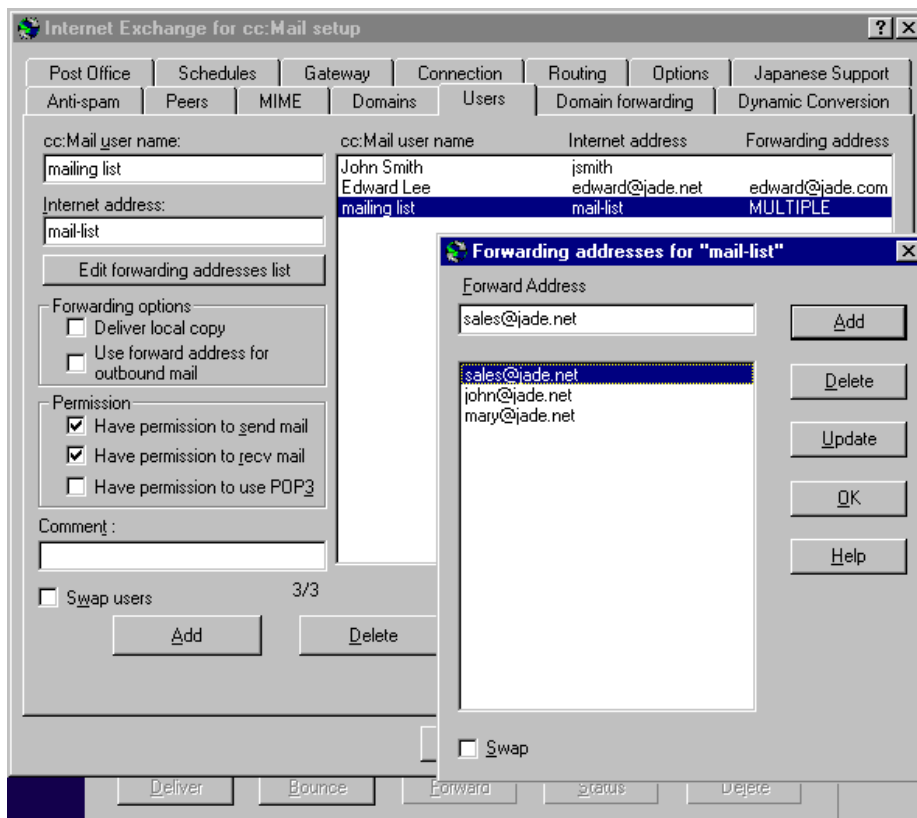 Internet Exchange for cc:Mail setup
Post Office Schedules Gateway Connection Routing Options Japanese Support
Anti-spam Peers MIME Domains Users Domain forwarding Dynamic Conversion
cc:Mail user name:
mailing list
Internet address:
mail-list
Edit forwarding addresses list
Forwarding options
Deliver local copy
Use forward address for
outbound mail
Permission
Have permission to send mail
Have permission to recv mail
Have permission to use POP3
Comment :
Swap users
3/3
Add
Delete
cc:Mail user name Internet address Forwarding address
John Smith jsmith
Edward Lee edward@jade.net edward@jade.com
mailing list mail-list MULTIPLE
Forwarding addresses for "mail-list"
Forward Address
sales@jade.net
sales@jade.net
john@jade.net
mary@jade.net
Add
Delete
Update
OK
Help
Swap
Deliver Bounce Forward Status Delete